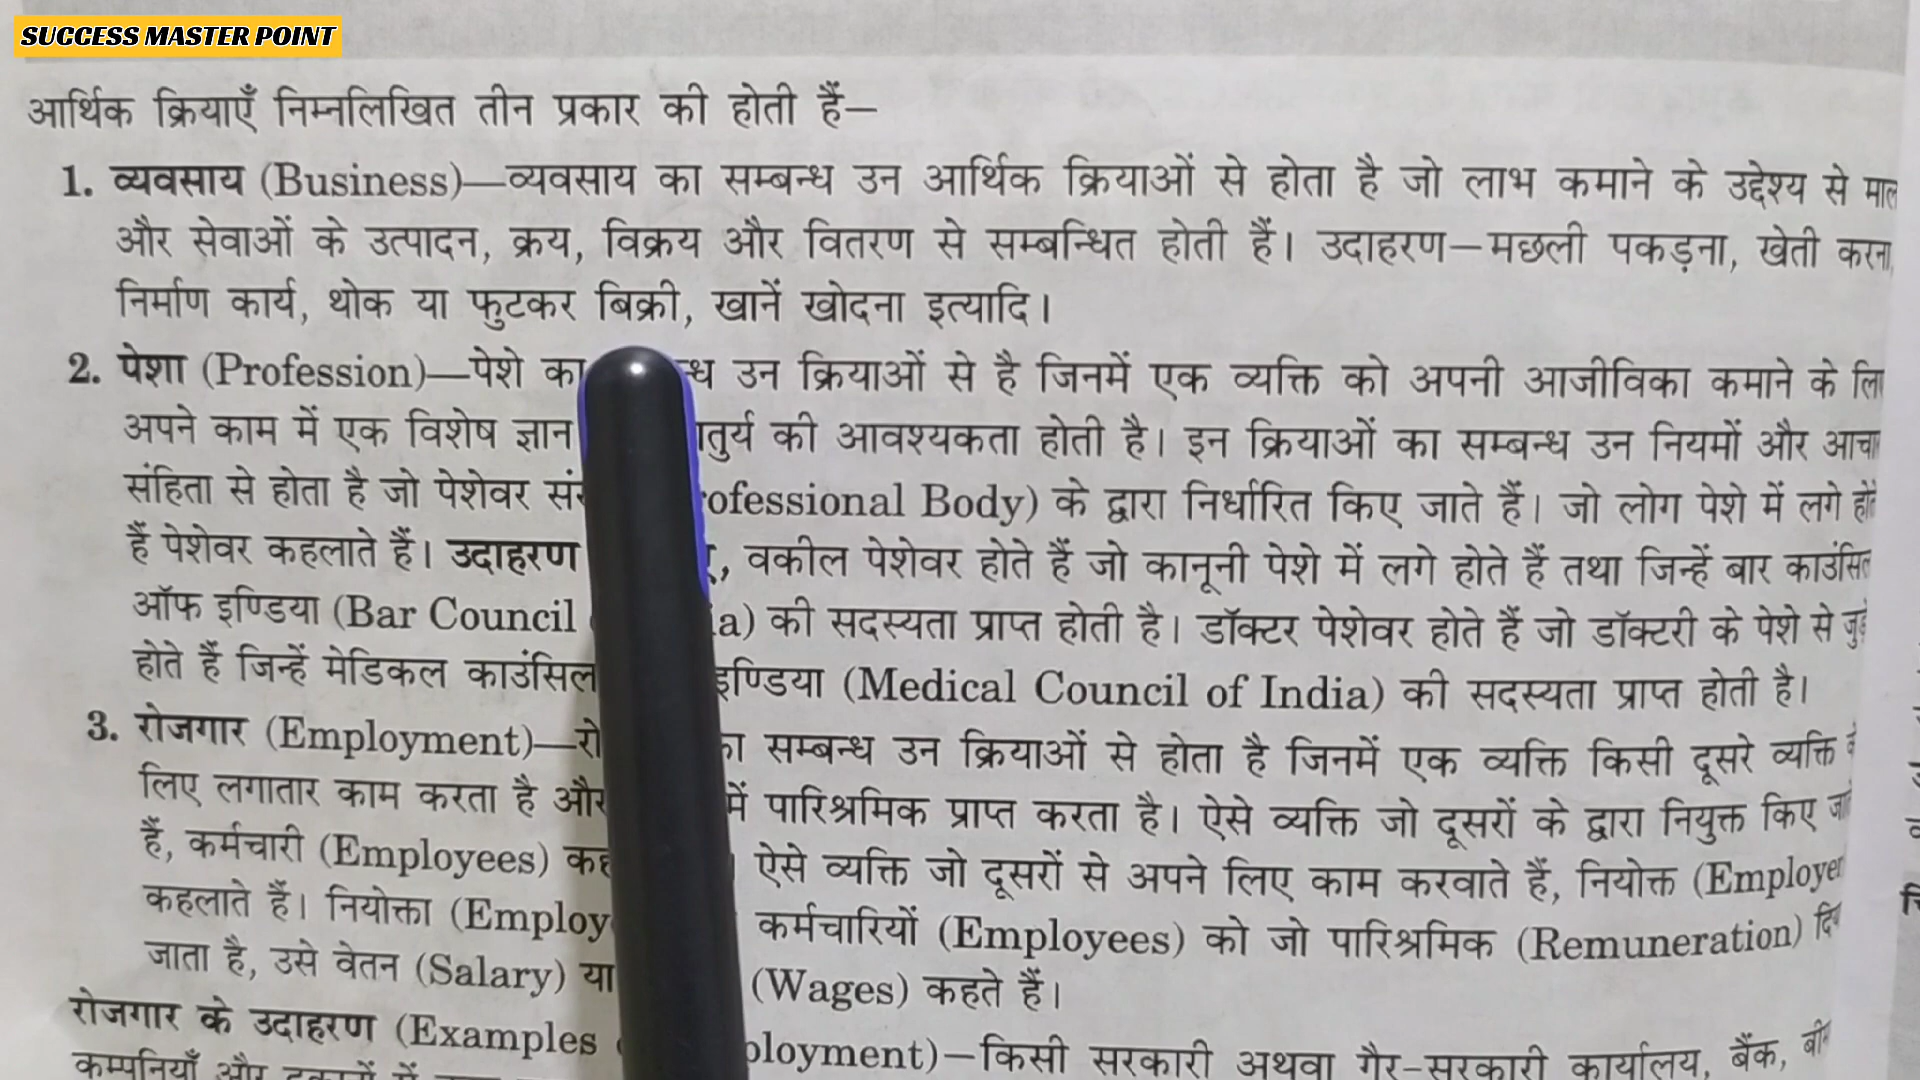 SUCCESS MASTER POINT
आर्थिक क्रियाएँ निम्नलिखित तीन प्रकार की होती हैं—
1. व्यवसाय (Business)—व्यवसाय का सम्बन्ध उन आर्थिक क्रियाओं से होता है जो लाभ कमाने के उद्देश्य से माल
और सेवाओं के उत्पादन, क्रय, विक्रय और वितरण से सम्बन्धित होती हैं। उदाहरण—मछली पकड़ना, खेती करना,
निर्माण कार्य, थोक या फुटकर बिक्री, खानें खोदना इत्यादि।
2. पेशा (Profession)—पेशे का उन क्रियाओं से है जिनमें एक व्यक्ति को अपनी आजीविका कमाने के
अपने काम में एक विशेष ज्ञान की आवश्यकता होती है। इन क्रियाओं का सम्बन्ध उन नियमों और
संहिता से होता है जो पेशेवर Body) के द्वारा निर्धारित किए जाते हैं। जो लोग पेशे में लगे होते
हैं पेशेवर कहलाते हैं। उदाहरण वकील पेशेवर होते हैं जो कानूनी पेशे में लगे होते हैं तथा जिन्हें बार काउंसिल
ऑफ इण्डिया (Bar Council की सदस्यता प्राप्त होती है। डॉक्टर पेशेवर होते हैं जो डॉक्टरी के पेशे से
होते हैं जिन्हें मेडिकल काउंसिल इण्डिया (Medical Council of India) की सदस्यता प्राप्त होती है।
3. रोजगार (Employment)— का सम्बन्ध उन क्रियाओं से होता है जिनमें एक व्यक्ति किसी दूसरे व्यक्ति
लिए लगातार काम करता है और में पारिश्रमिक प्राप्त करता है। ऐसे व्यक्ति जो दूसरों के द्वारा नियुक्त किए
हैं, कर्मचारी (Employees) ऐसे व्यक्ति जो दूसरों से अपने लिए काम करवाते हैं, नियोक्त (Employer
कहलाते हैं। नियोक्ता कर्मचारियों (Employees) को जो पारिश्रमिक (Remuneration)
जाता है, उसे वेतन (Salary) या (Wages) कहते हैं।
रोजगार के उदाहरण (Examples —किसी सरकारी अथवा गैर-सरकारी कार्यालय, बैंक,
कम्पनियाँ और